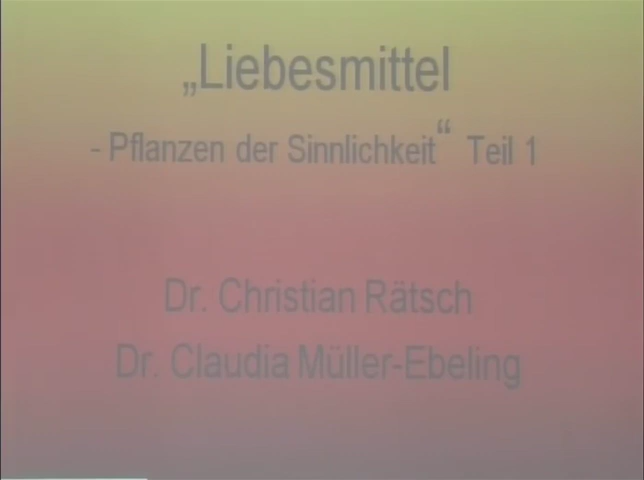 „Liebesmittel
- Pflanzen der Sinnlichkeit“ Teil 1
Dr. Christian Rätsch
Dr. Claudia Müller-Ebeling